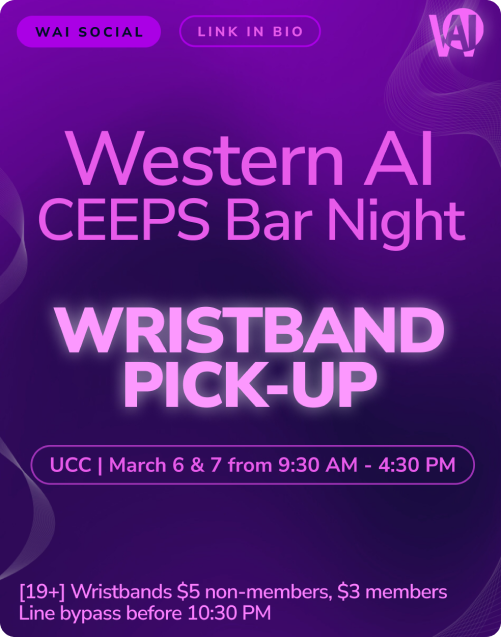 WAI SOCIAL
LINK IN BIO
WAI
Western AI
CEEPS Bar Night
WRISTBAND
PICK-UP
UCC | March 6 & 7 from 9:30 AM - 4:30 PM
[19+] Wristbands $5 non-members, $3 members
Line bypass before 10:30 PM